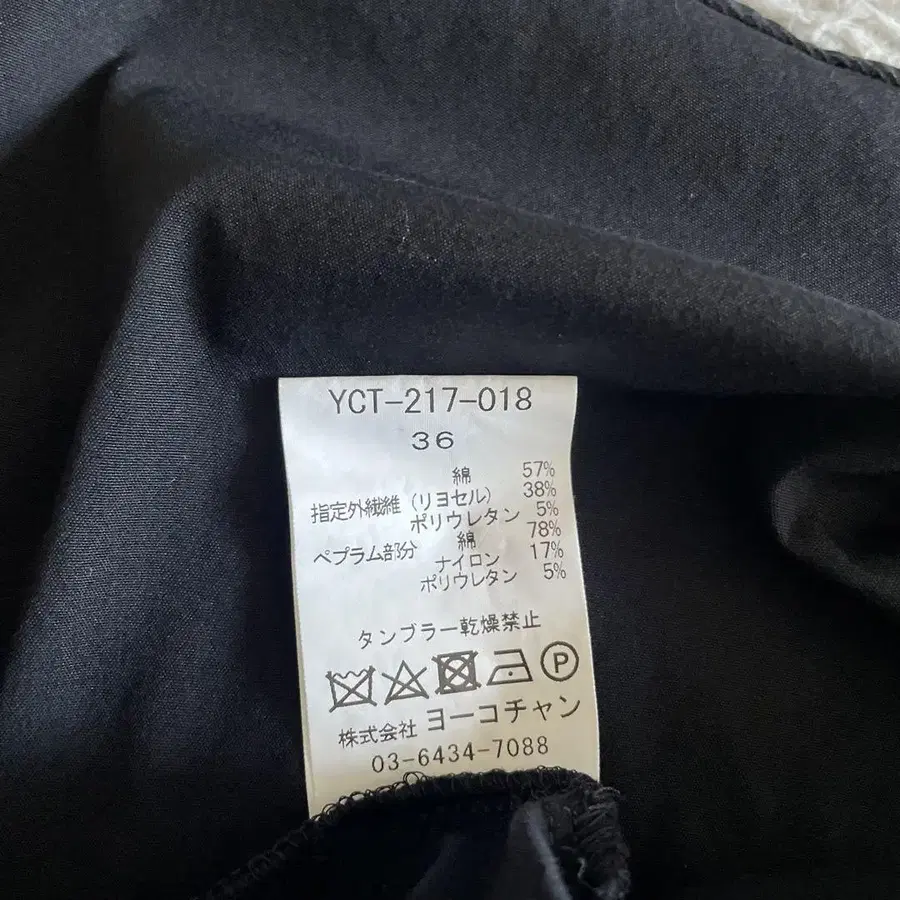 YCT-217-018
36
綿 57%
指定外繊維 (リヨセル) 38%
ポリウレタン 5%
ペプラム部分 綿 78%
ナイロン 17%
ポリウレタン 5%
タンブラー乾燥禁止
P
株式会社 ヨーコチャン
03-6434-7088